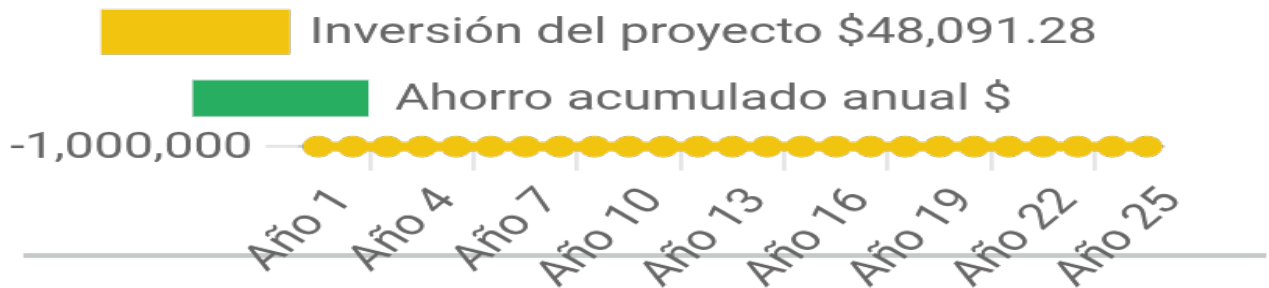 Inversión del proyecto $48,091.28
Ahorro acumulado anual $
-1,000,000
Año 1 Año 4 Año 7 Año 10 Año 13 Año 16 Año 19 Año 22 Año 25